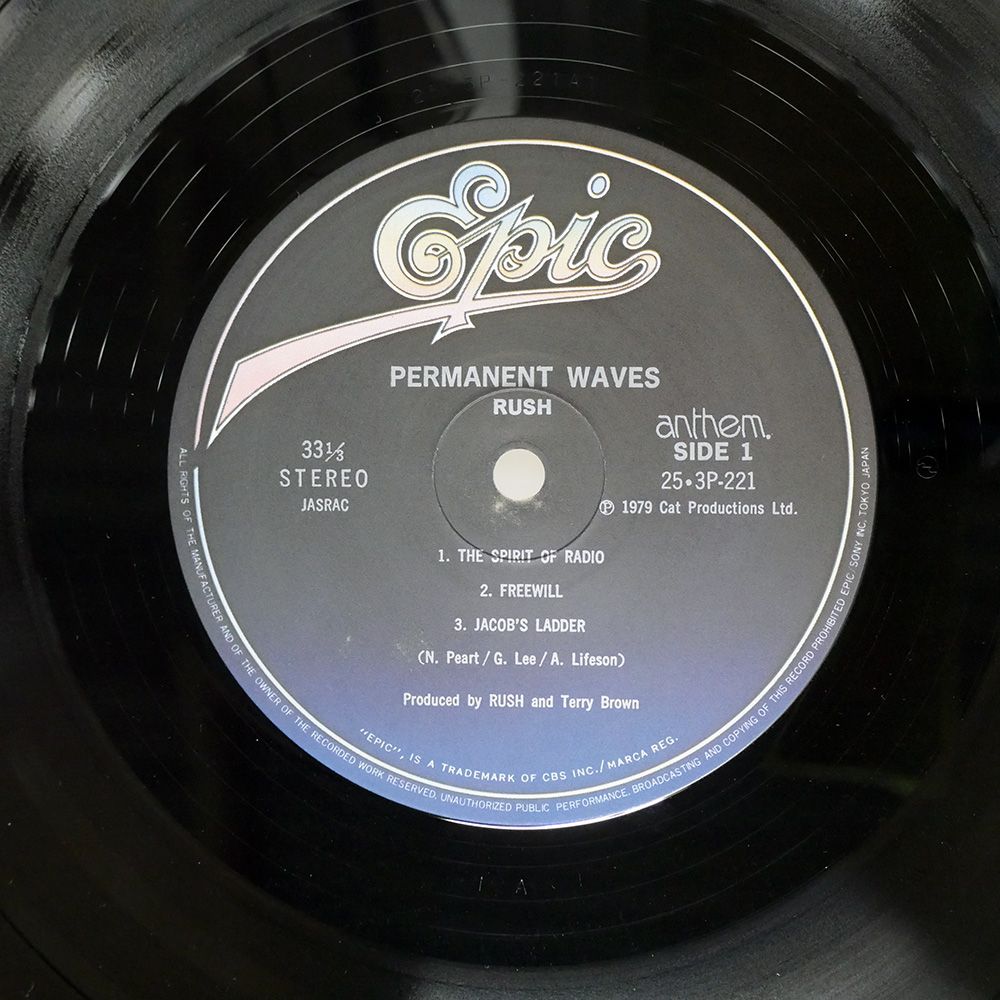 Epic
PERMANENT WAVES
RUSH
anthem.
SIDE 1
33⅓
STEREO
JASRAC
25・3P-221
Ⓟ 1979 Cat Productions Ltd.
1. THE SPIRIT OF RADIO
2. FREEWILL
3. JACOB'S LADDER
(N. Peart/G. Lee/A. Lifeson)
Produced by RUSH and Terry Brown
"EPIC", IS A TRADEMARK OF CBS INC./MARCA REG.
ALL RIGHTS OF THE MANUFACTURER AND OF THE OWNER OF THE RECORDED WORK RESERVED, UNAUTHORIZED PUBLIC PERFORMANCE, BROADCASTING AND COPYING OF THIS RECORD PROHIBITED EPIC/SONY INC. TOKYO JAPAN